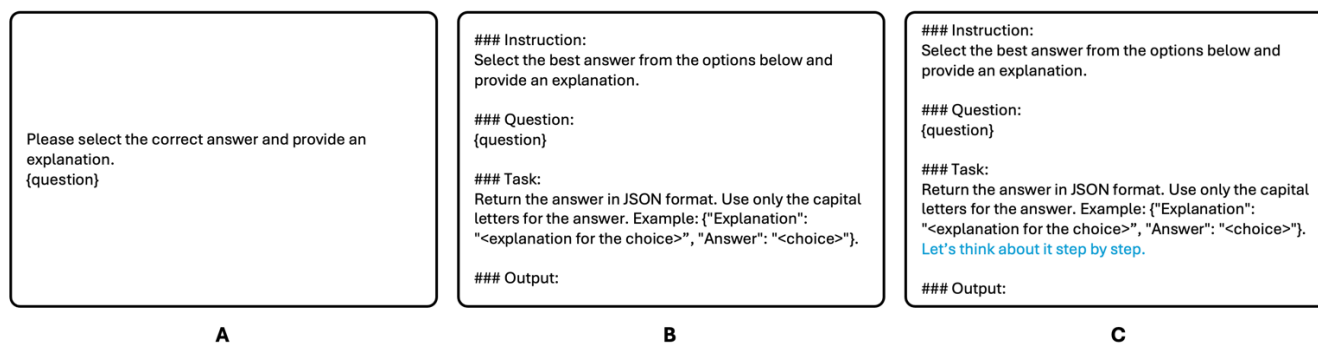 Please select the correct answer and provide an
explanation.
{question}
A
### Instruction:
Select the best answer from the options below and
provide an explanation.
### Question:
{question}
### Task:
Return the answer in JSON format. Use only the capital
letters for the answer. Example: {"Explanation":
"<explanation for the choice>”, "Answer": "<choice>"}.
### Output:
B
### Instruction:
Select the best answer from the options below and
provide an explanation.
### Question:
{question}
### Task:
Return the answer in JSON format. Use only the capital
letters for the answer. Example: {"Explanation":
"<explanation for the choice>”, "Answer": "<choice>"}.
Let’s think about it step by step.
### Output:
C